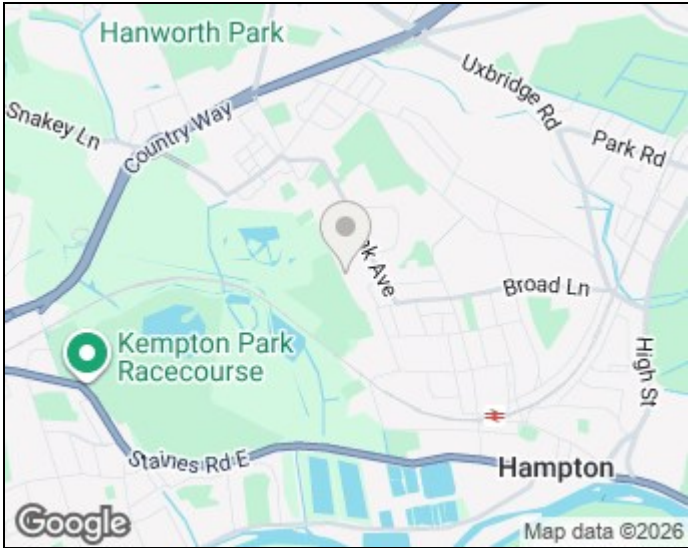 Hanworth Park
Uxbridge Rd
Snakey Ln
Country Way
Park Rd
Ave
Broad Ln
Kempton Park
Racecourse
High St
Staines Rd E
Hampton
Google
Map data ©2026